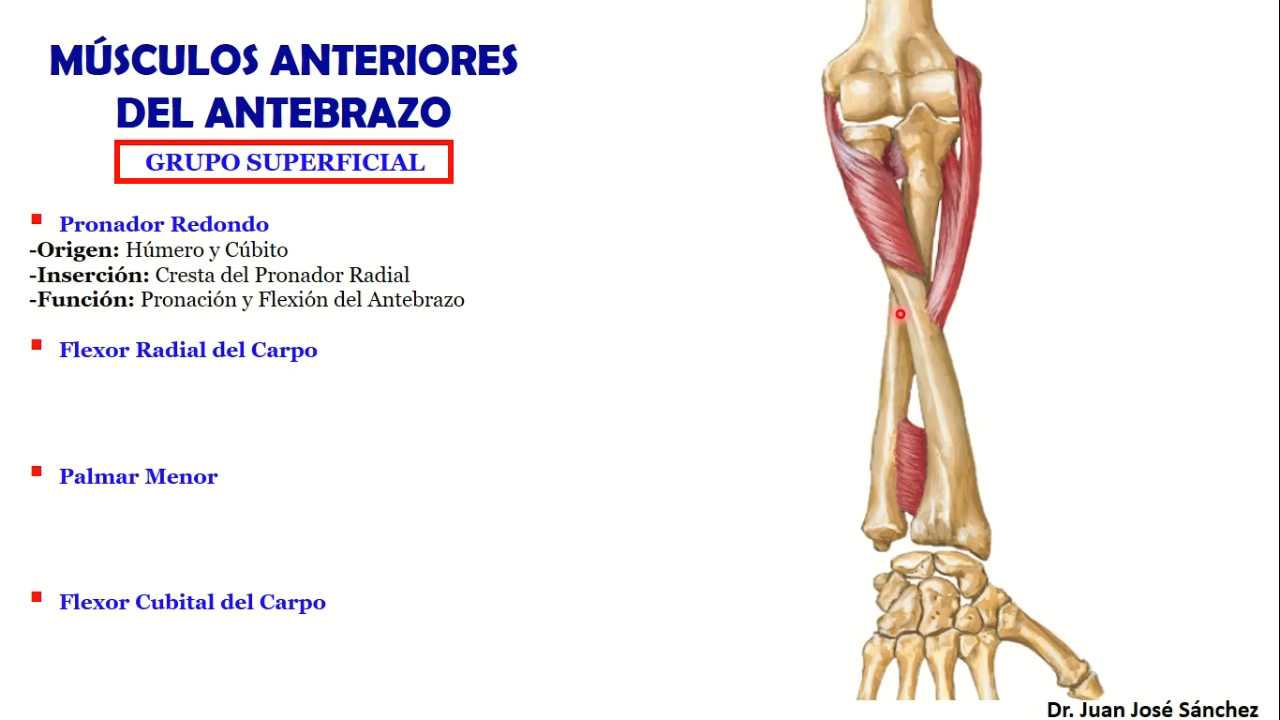 MÚSCULOS ANTERIORES
DEL ANTEBRAZO
GRUPO SUPERFICIAL
Pronador Redondo
-Origen: Húmero y Cúbito
-Inserción: Cresta del Pronador Radial
-Función: Pronación y Flexión del Antebrazo
Flexor Radial del Carpo
Palmar Menor
Flexor Cubital del Carpo
Dr. Juan José Sánchez